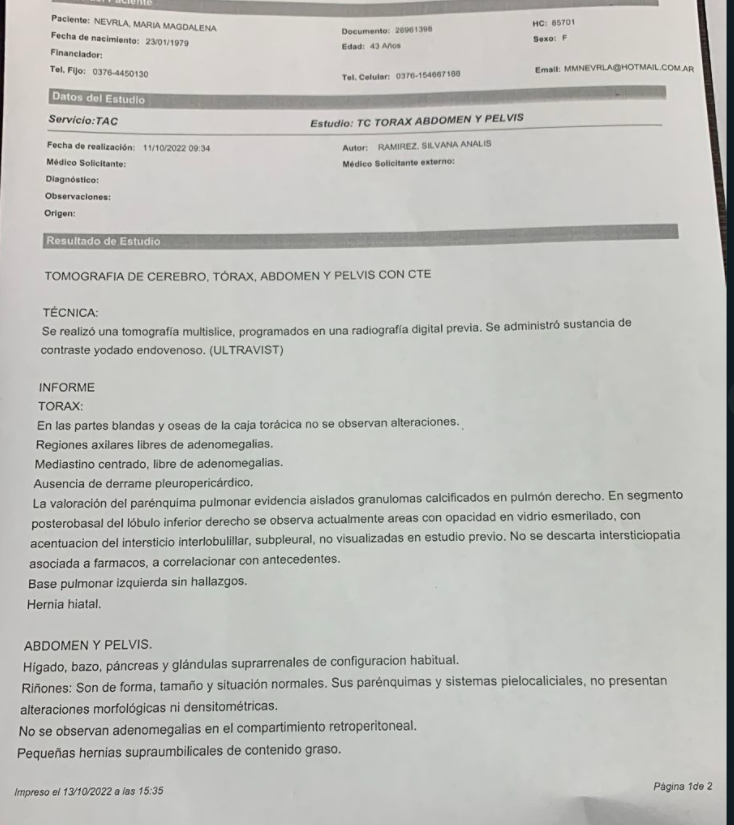 Paciente: NEVRLA, MARIA MAGDALENA
Documento: 26961398
HC: 65701
Fecha de nacimiento: 23/01/1979
Edad: 43 Años
Sexo: F
Financiador:
Tel. Fijo: 0376-4450130
Tel. Celular: 0376-154667100
Email: MMNEVRLA@HOTMAIL.COM.AR
Datos del Estudio
Servicio:TAC
Estudio: TC TORAX ABDOMEN Y PELVIS
Fecha de realización: 11/10/2022 09:34
Autor: RAMIREZ, SILVANA ANALIS
Médico Solicitante:
Médico Solicitante externo:
Diagnóstico:
Observaciones:
Origen:
Resultado de Estudio
TOMOGRAFIA DE CEREBRO, TÓRAX, ABDOMEN Y PELVIS CON CTE
TÉCNICA:
Se realizó una tomografía multislice, programados en una radiografía digital previa. Se administró sustancia de
contraste yodado endovenoso. (ULTRAVIST)
INFORME
TORAX:
En las partes blandas y oseas de la caja torácica no se observan alteraciones.
Regiones axilares libres de adenomegalias.
Mediastino centrado, libre de adenomegalias.
Ausencia de derrame pleuropericárdico.
La valoración del parénquima pulmonar evidencia aislados granulomas calcificados en pulmón derecho. En segmento
posterobasal del lóbulo inferior derecho se observa actualmente areas con opacidad en vidrio esmerilado, con
acentuacion del intersticio interlobulillar, subpleural, no visualizadas en estudio previo. No se descarta intersticiopatia
asociada a farmacos, a correlacionar con antecedentes.
Base pulmonar izquierda sin hallazgos.
Hernia hiatal.
ABDOMEN Y PELVIS.
Hígado, bazo, páncreas y glándulas suprarrenales de configuracion habitual.
Riñones: Son de forma, tamaño y situación normales. Sus parénquimas y sistemas pielocaliciales, no presentan
alteraciones morfológicas ni densitométricas.
No se observan adenomegalias en el compartimiento retroperitoneal.
Pequeñas hernias supraumbilicales de contenido graso.
Impreso el 13/10/2022 a las 15:35
Página 1de 2